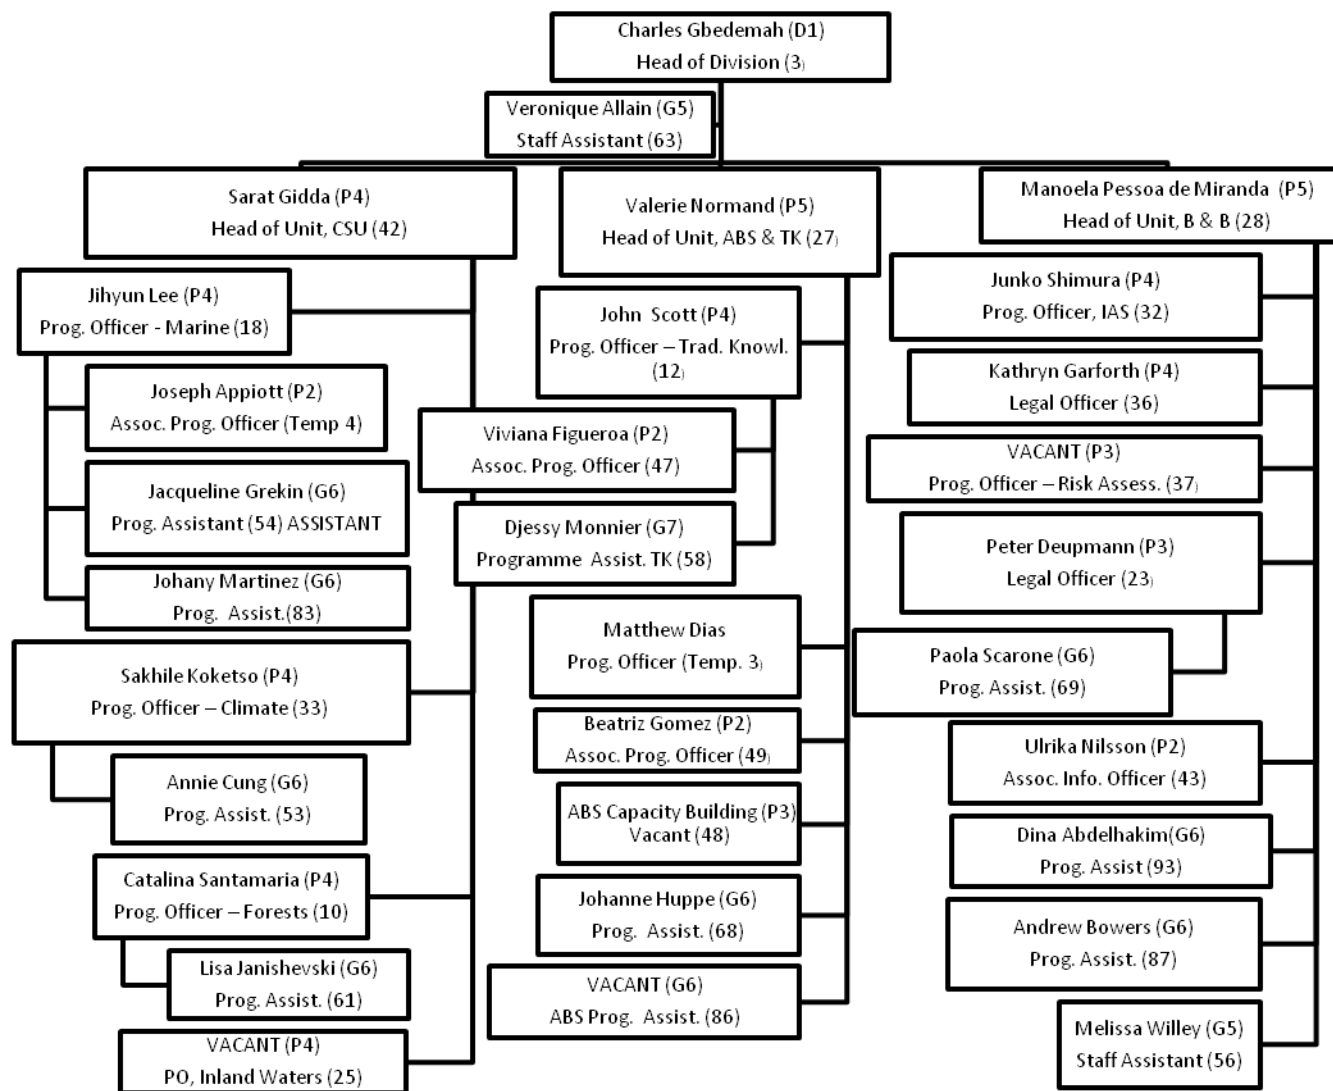 Charles Gbedemah (D1)
Head of Division (3)
Veronique Allain (G5)
Staff Assistant (63)
Sarat Gidda (P4)
Head of Unit, CSU (42)
Jihyun Lee (P4)
Prog. Officer - Marine (18)
Joseph Appiott (P2)
Assoc. Prog. Officer (Temp 4)
Jacqueline Grekin (G6)
Prog. Assistant (54) ASSISTANT
Johany Martinez (G6)
Prog. Assist.(83)
Sakhile Koketso (P4)
Prog. Officer – Climate (33)
Annie Cung (G6)
Prog. Assist. (53)
Catalina Santamaria (P4)
Prog. Officer – Forests (10)
Lisa Janishevski (G6)
Prog. Assist. (61)
VACANT (P4)
PO, Inland Waters (25)
Valerie Normand (P5)
Head of Unit, ABS & TK (27)
John Scott (P4)
Prog. Officer – Trad. Knowl.
(12)
Viviana Figueroa (P2)
Assoc. Prog. Officer (47)
Djessy Monnier (G7)
Programme Assist. TK (58)
Matthew Dias
Prog. Officer (Temp. 3)
Beatriz Gomez (P2)
Assoc. Prog. Officer (49)
ABS Capacity Building (P3)
Vacant (48)
Johanne Huppe (G6)
Prog. Assist. (68)
VACANT (G6)
ABS Prog. Assist. (86)
Manoela Pessoa de Miranda (P5)
Head of Unit, B & B (28)
Junko Shimura (P4)
Prog. Officer, IAS (32)
Kathryn Garforth (P4)
Legal Officer (36)
VACANT (P3)
Prog. Officer – Risk Assess. (37)
Peter Deupmann (P3)
Legal Officer (23)
Paola Scarone (G6)
Prog. Assist. (69)
Ulrika Nilsson (P2)
Assoc. Info. Officer (43)
Dina Abdelhakim(G6)
Prog. Assist (93)
Andrew Bowers (G6)
Prog. Assist. (87)
Melissa Willey (G5)
Staff Assistant (56)